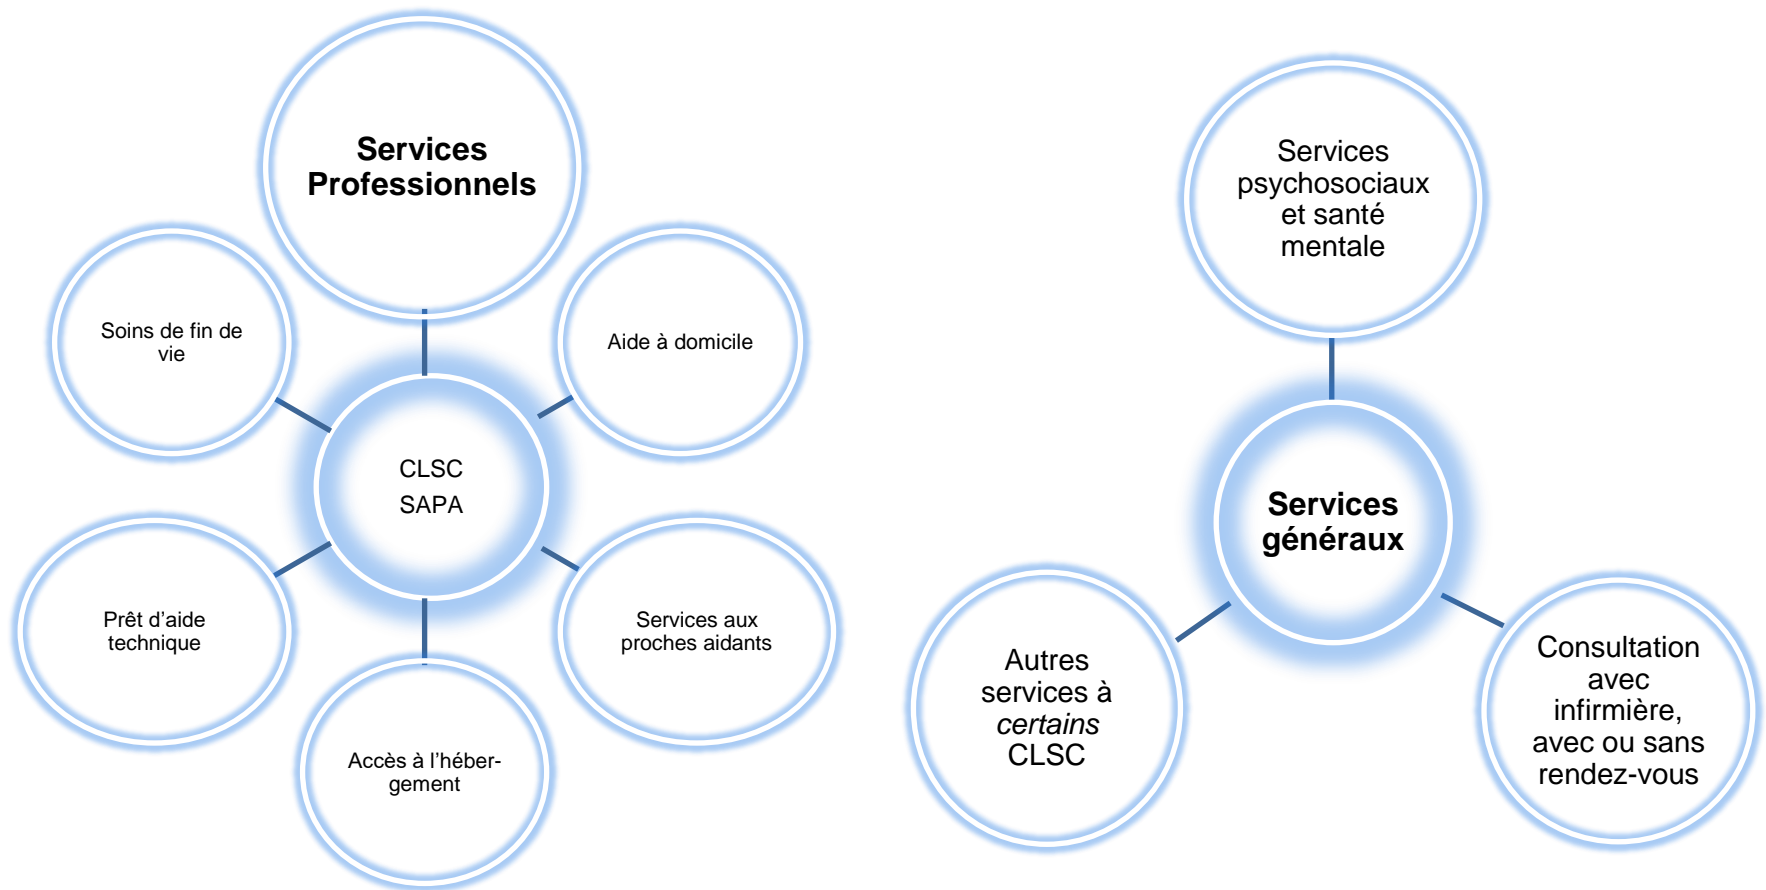 Services
Professionnels
Soins de fin de
vie
Aide à domicile
CLSC
SAPA
Prêt d’aide
technique
Services aux
proches aidants
Accès à l’héber-
gement
Services
psychosociaux
et santé
mentale
Services
généraux
Autres
services à
certains
CLSC
Consultation
avec
infirmière,
avec ou sans
rendez-vous